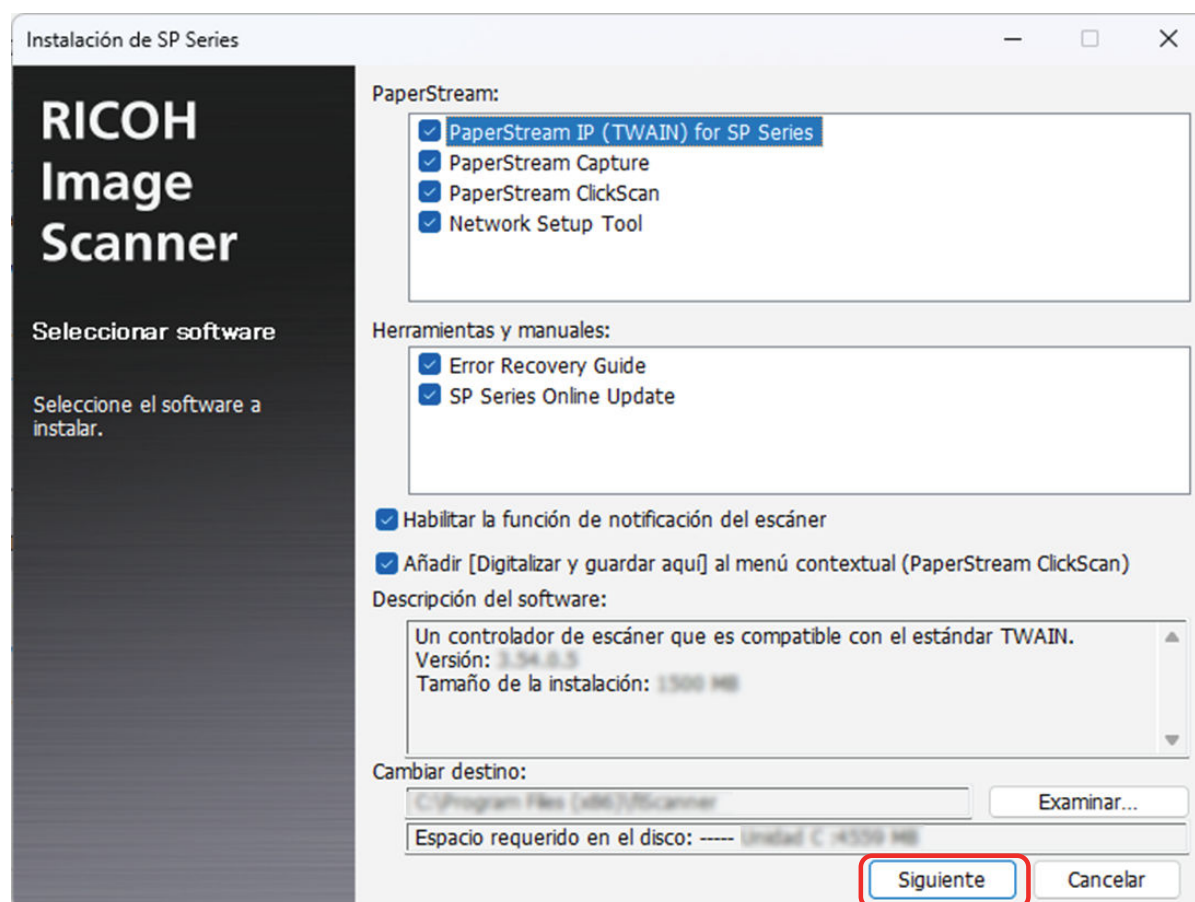 Instalación de SP Series
RICOH
Image
Scanner
Seleccionar software
Seleccione el software a
instalar.
PaperStream:
PaperStream IP (TWAIN) for SP Series
PaperStream Capture
PaperStream ClickScan
Network Setup Tool
Herramientas y manuales:
Error Recovery Guide
SP Series Online Update
Habilitar la función de notificación del escáner
Añadir [Digitalizar y guardar aquí] al menú contextual (PaperStream ClickScan)
Descripción del software:
Un controlador de escáner que es compatible con el estándar TWAIN.
Versión:
Tamaño de la instalación:
Cambiar destino:
Examinar...
Espacio requerido en el disco: -----
Siguiente
Cancelar